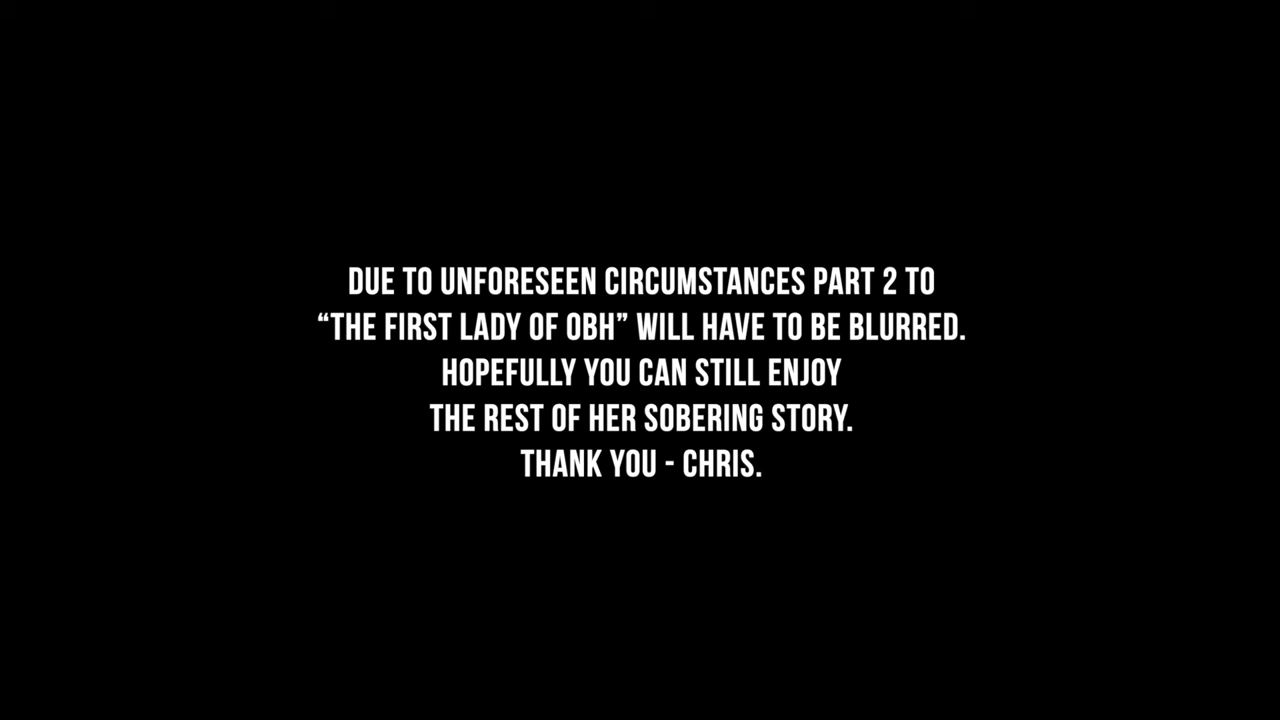 DUE TO UNFORESEEN CIRCUMSTANCES PART 2 TO
“THE FIRST LADY OF OBH” WILL HAVE TO BE BLURRED.
HOPEFULLY YOU CAN STILL ENJOY
THE REST OF HER SOBERING STORY.
THANK YOU - CHRIS.